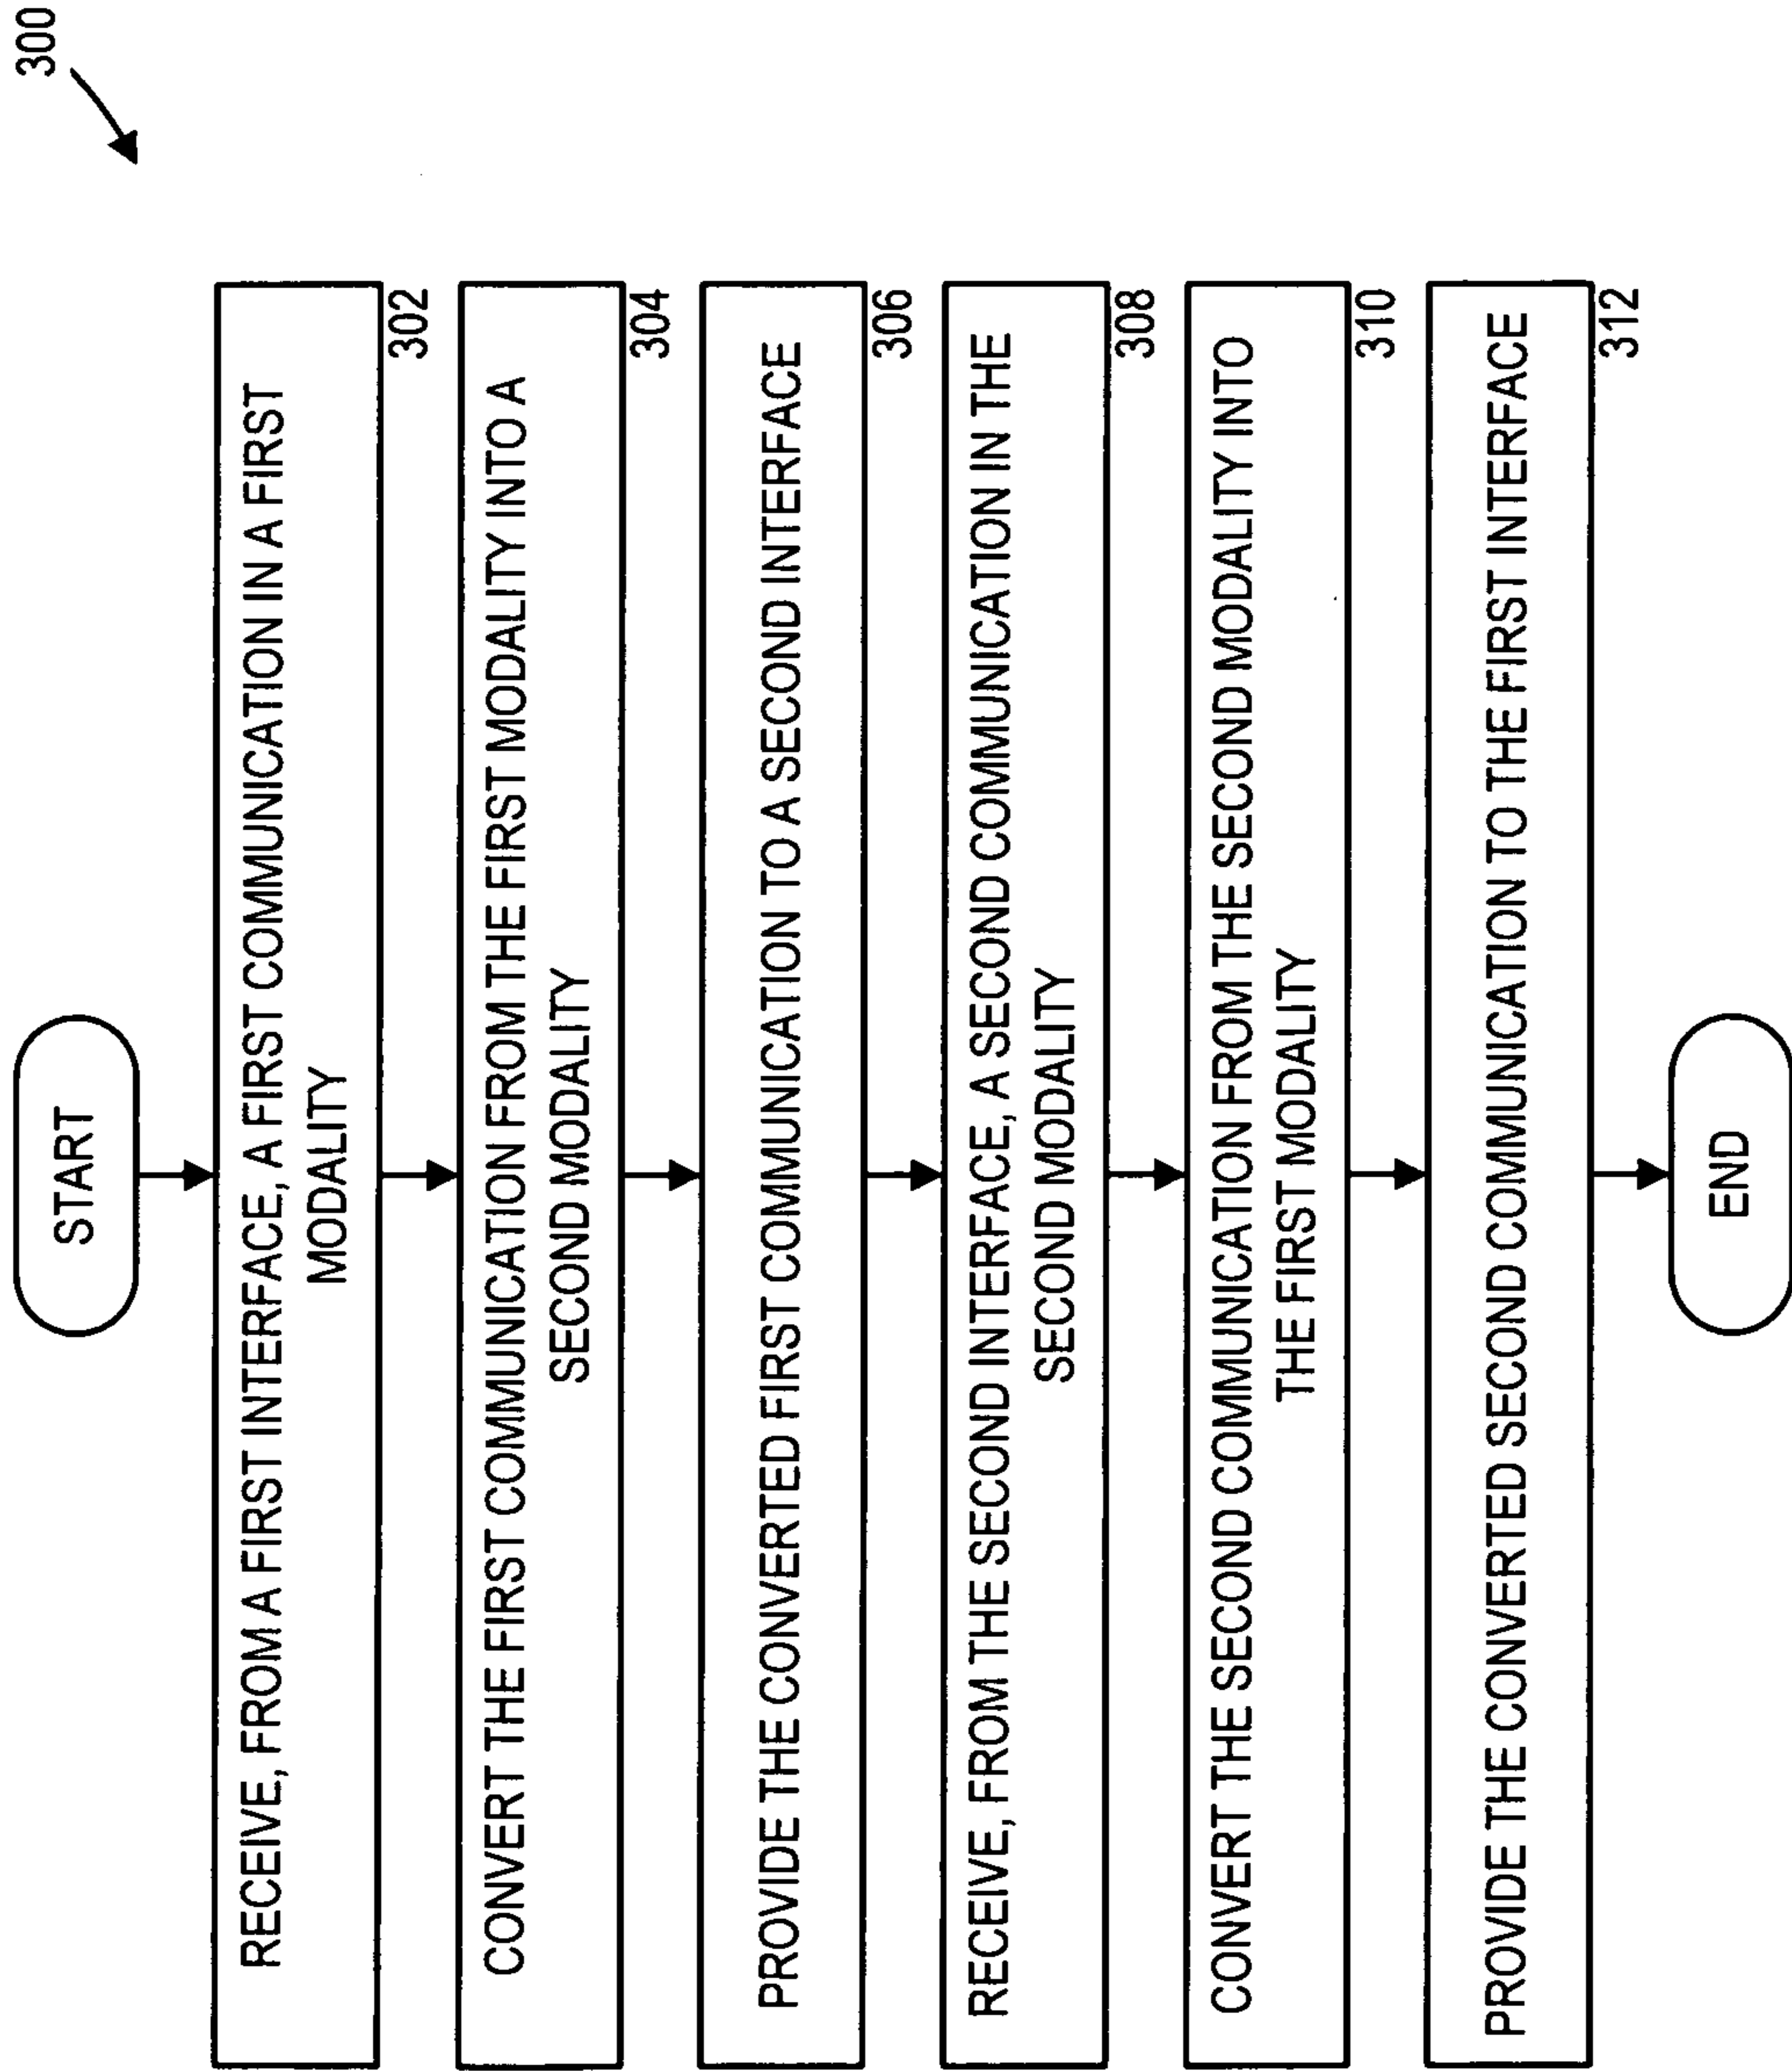 300
START
RECEIVE, FROM A FIRST INTERFACE, A FIRST COMMUNICATION IN A FIRST
MODALITY
302
CONVERT THE FIRST COMMUNICATION FROM THE FIRST MODALITY INTO A
SECOND MODALITY
304
PROVIDE THE CONVERTED FIRST COMMUNICATION TO A SECOND INTERFACE
306
RECEIVE, FROM THE SECOND INTERFACE, A SECOND COMMUNICATION IN THE
SECOND MODALITY
308
CONVERT THE SECOND COMMUNICATION FROM THE SECOND MODALITY INTO
THE FIRST MODALITY
310
PROVIDE THE CONVERTED SECOND COMMUNICATION TO THE FIRST INTERFACE
312
END